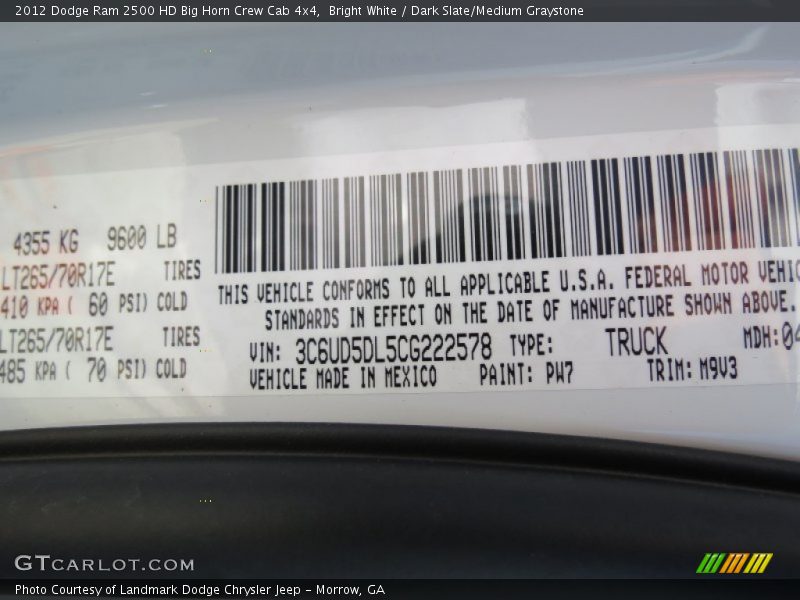 2012 Dodge Ram 2500 HD Big Horn Crew Cab 4x4, Bright White / Dark Slate/Medium Graystone
4355 KG 9600 LB
LT265/70R17E TIRES
410 KPA ( 60 PSI) COLD
LT265/70R17E TIRES
485 KPA ( 70 PSI) COLD
THIS VEHICLE CONFORMS TO ALL APPLICABLE U.S.A. FEDERAL MOTOR VEHIC
STANDARDS IN EFFECT ON THE DATE OF MANUFACTURE SHOWN ABOVE.
VIN: 3C6UD5DL5CG222578 TYPE: TRUCK MDH:04
VEHICLE MADE IN MEXICO PAINT: PW7 TRIM: M9V3
GTCARLOT.COM
Photo Courtesy of Landmark Dodge Chrysler Jeep - Morrow, GA